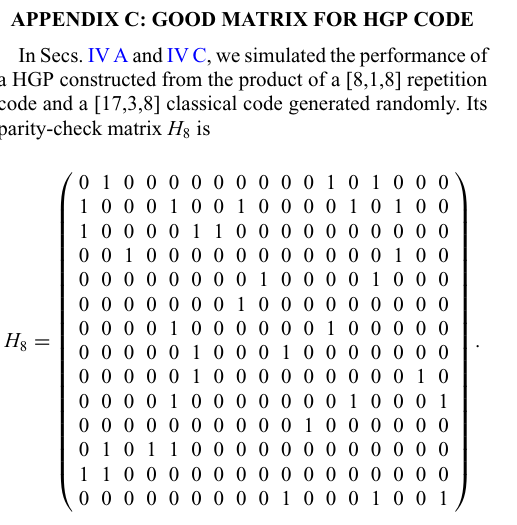 APPENDIX C: GOOD MATRIX FOR HGP CODE
In Secs. IV A and IV C, we simulated the performance of
a HGP constructed from the product of a [8,1,8] repetition
code and a [17,3,8] classical code generated randomly. Its
parity-check matrix H₈ is
H₈ =
0 1 0 0 0 0 0 0 0 0 0 1 0 1 0 0 0
1 0 0 0 1 0 0 1 0 0 0 0 1 0 1 0 0
1 0 0 0 0 1 1 0 0 0 0 0 0 0 0 0 0
0 0 1 0 0 0 0 0 0 0 0 0 0 0 1 0 0
0 0 0 0 0 0 0 0 1 0 0 0 0 1 0 0 0
0 0 0 0 0 0 0 1 0 0 0 0 0 0 0 0 0
0 0 0 0 1 0 0 0 0 0 0 1 0 0 0 0 0
0 0 0 0 0 1 0 0 0 1 0 0 0 0 0 0 0
0 0 0 0 0 1 0 0 0 0 0 0 0 0 0 1 0
0 0 0 0 1 0 0 0 0 0 0 0 1 0 0 0 1
0 0 0 0 0 0 0 0 0 0 1 0 0 0 0 0 0
0 1 0 1 1 0 0 0 0 0 0 0 0 0 0 0 0
1 1 0 0 0 0 0 0 0 0 0 0 0 0 0 0 0
0 0 0 0 0 0 0 0 0 1 0 0 0 1 0 0 1
.